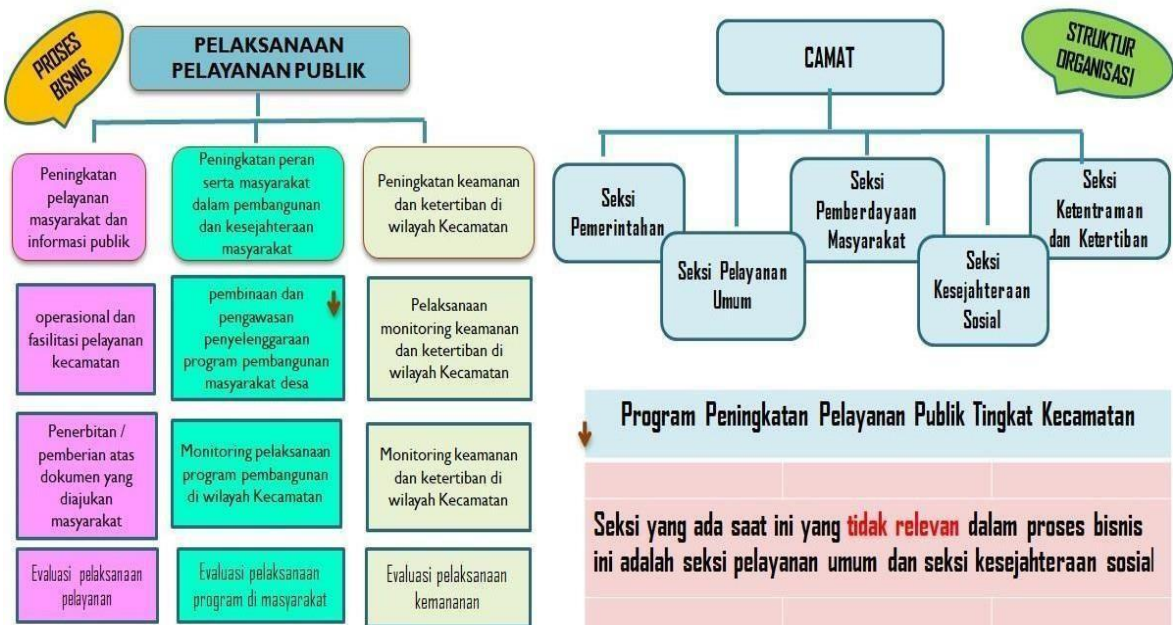 PROSES
BISNIS
PELAKSANAAN
PELAYANAN PUBLIK
Peningkatan
pelayanan
masyarakat dan
informasi publik
Peningkatan peran
serta masyarakat
dalam pembangunan
dan kesejahteraan
masyarakat
Peningkatan keamanan
dan ketertiban di
wilayah Kecamatan
operasional dan
fasilitasi pelayanan
kecamatan
pembinaan dan
pengawasan
penyelenggaraan
program pembangunan
masyarakat desa
Pelaksanaan
monitoring keamanan
dan ketertiban di
wilayah Kecamatan
Penerbitan /
pemberian atas
dokumen yang
diajukan
masyarakat
Monitoring pelaksanaan
program pembangunan
di wilayah Kecamatan
Monitoring keamanan
dan ketertiban di
wilayah Kecamatan
Evaluasi pelaksanaan
pelayanan
Evaluasi pelaksanaan
program di masyarakat
Evaluasi pelaksanaan
kemananan
STRUKTUR
ORGANISASI
CAMAT
Seksi
Pemerintahan
Seksi Pelayanan
Umum
Seksi
Pemberdayaan
Masyarakat
Seksi
Kesejahteraan
Sosial
Seksi
Ketentraman
dan Ketertiban
Program Peningkatan Pelayanan Publik Tingkat Kecamatan
Seksi yang ada saat ini yang tidak relevan dalam proses bisnis
ini adalah seksi pelayanan umum dan seksi kesejahteraan sosial